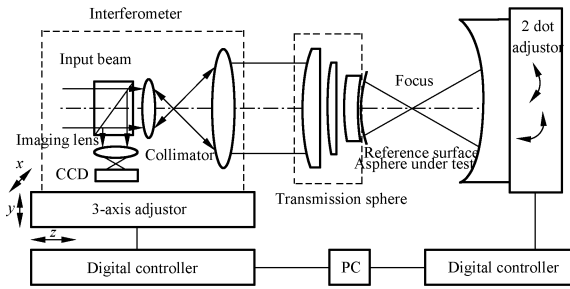 Interferometer
2 dot
adjustor
Input beam
Focus
Imaging lens
Collimator
Reference surface
Asphere under test
CCD
x
Transmission sphere
y
3-axis adjustor
z
Digital controller
PC
Digital controller